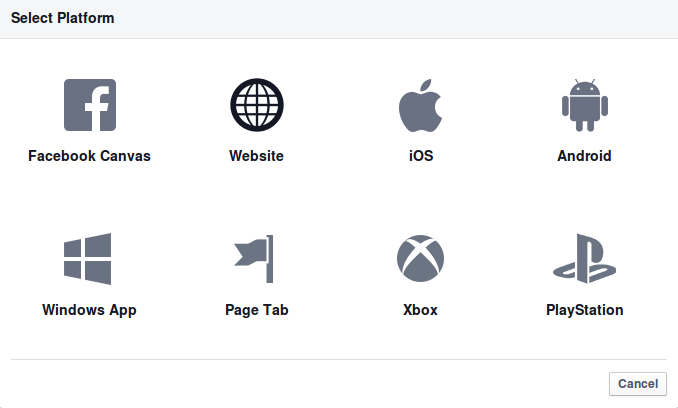 Select Platform
Facebook Canvas
Website
iOS
Android
Windows App
Page Tab
Xbox
PlayStation
Cancel